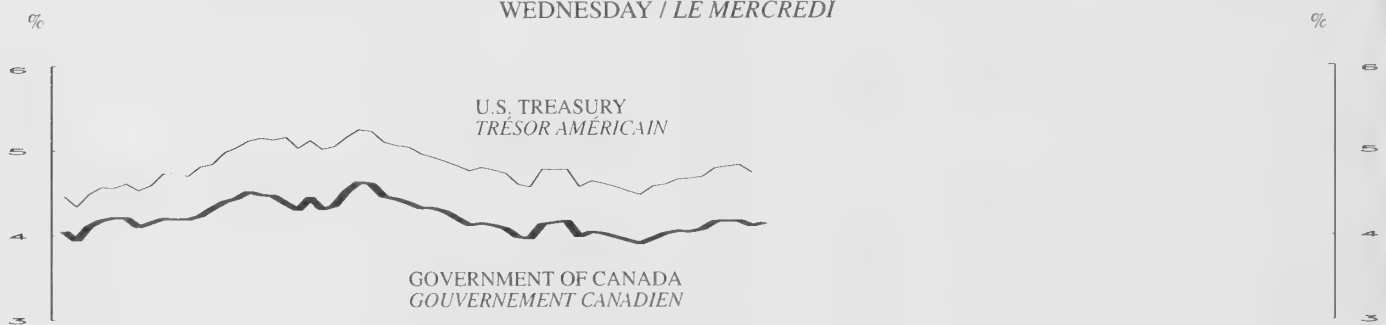 WEDNESDAY / LE MERCREDI
% %
6 6
U.S. TREASURY
TRÉSOR AMÉRICAIN
5 5
4 4
GOVERNMENT OF CANADA
GOUVERNEMENT CANADIEN
3 3